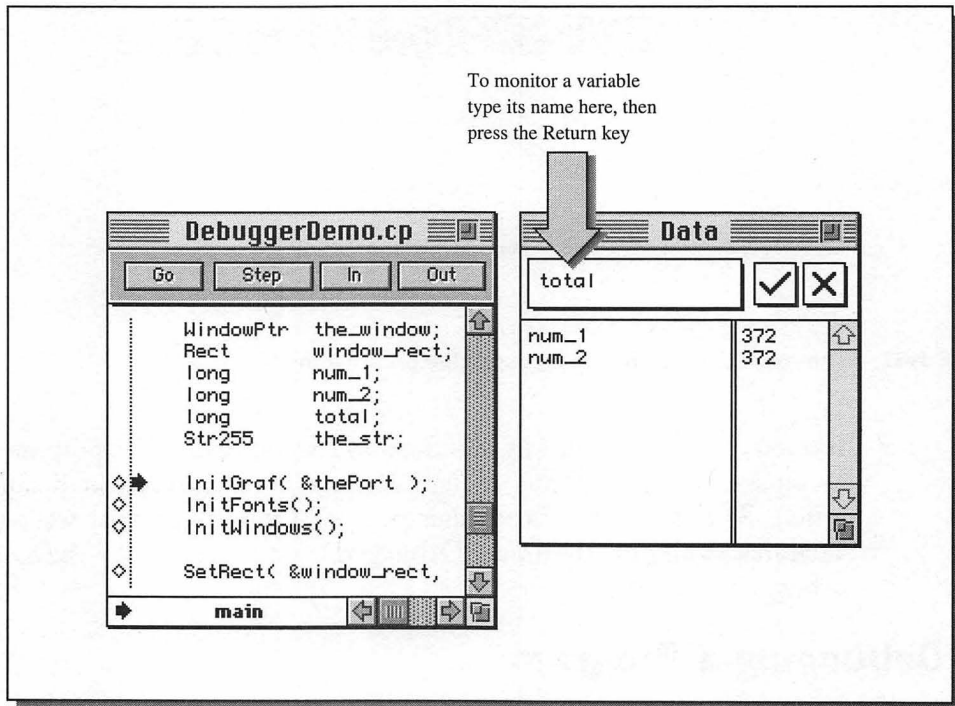 To monitor a variable
type its name here, then
press the Return key
DebuggerDemo.cp
Go Step In Out
WindowPtr the_window;
Rect window_rect;
long num_1;
long num_2;
long total;
Str255 the_str;
InitGraf( &thePort );
InitFonts();
InitWindows();
SetRect( &window_rect,
main
Data
total
num_1 372
num_2 372